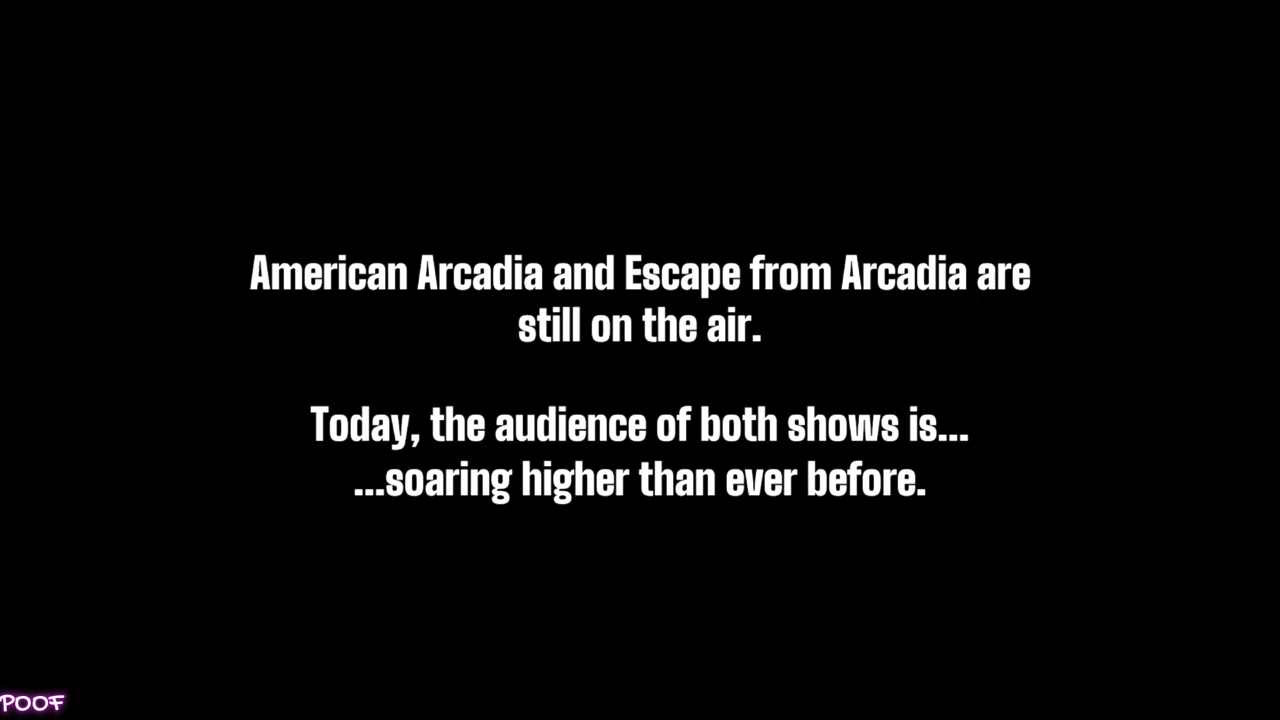 American Arcadia and Escape from Arcadia are
still on the air.
Today, the audience of both shows is...
...soaring higher than ever before.
POOF